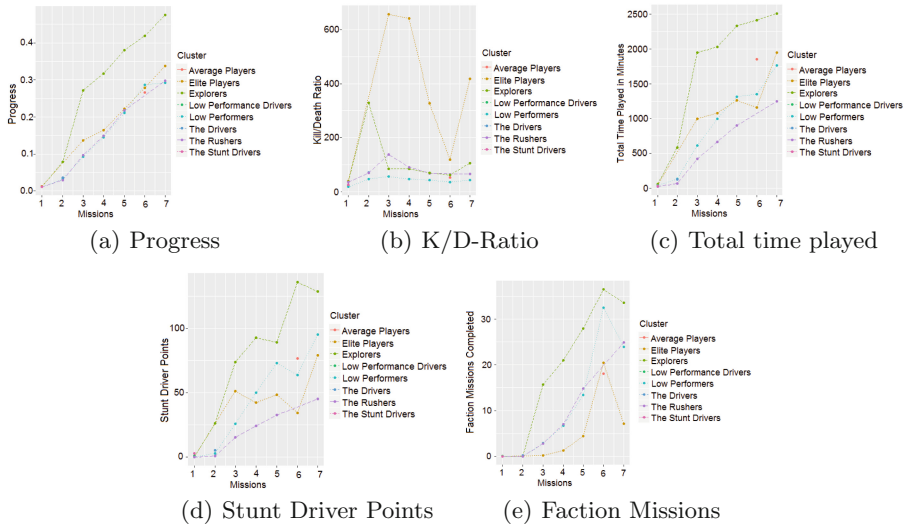 Progress
0.4
0.3
0.2
0.1
0.0
1 2 3 4 5 6 7
Missions
Cluster
Average Players
Elite Players
Explorers
Low Performance Drivers
Low Performers
The Drivers
The Rushers
The Stunt Drivers
(a) Progress
Kill/Death Ratio
600
400
200
0
1 2 3 4 5 6 7
Missions
Cluster
Average Players
Elite Players
Explorers
Low Performance Drivers
Low Performers
The Drivers
The Rushers
The Stunt Drivers
(b) K/D-Ratio
Total Time Played in Minutes
2500
2000
1500
1000
500
0
1 2 3 4 5 6 7
Missions
Cluster
Average Players
Elite Players
Explorers
Low Performance Drivers
Low Performers
The Drivers
The Rushers
The Stunt Drivers
(c) Total time played
Stunt Driver Points
100
50
0
1 2 3 4 5 6 7
Missions
Cluster
Average Players
Elite Players
Explorers
Low Performance Drivers
Low Performers
The Drivers
The Rushers
The Stunt Drivers
(d) Stunt Driver Points
Faction Missions Completed
30
20
10
0
1 2 3 4 5 6 7
Missions
Cluster
Average Players
Elite Players
Explorers
Low Performance Drivers
Low Performers
The Drivers
The Rushers
The Stunt Drivers
(e) Faction Missions